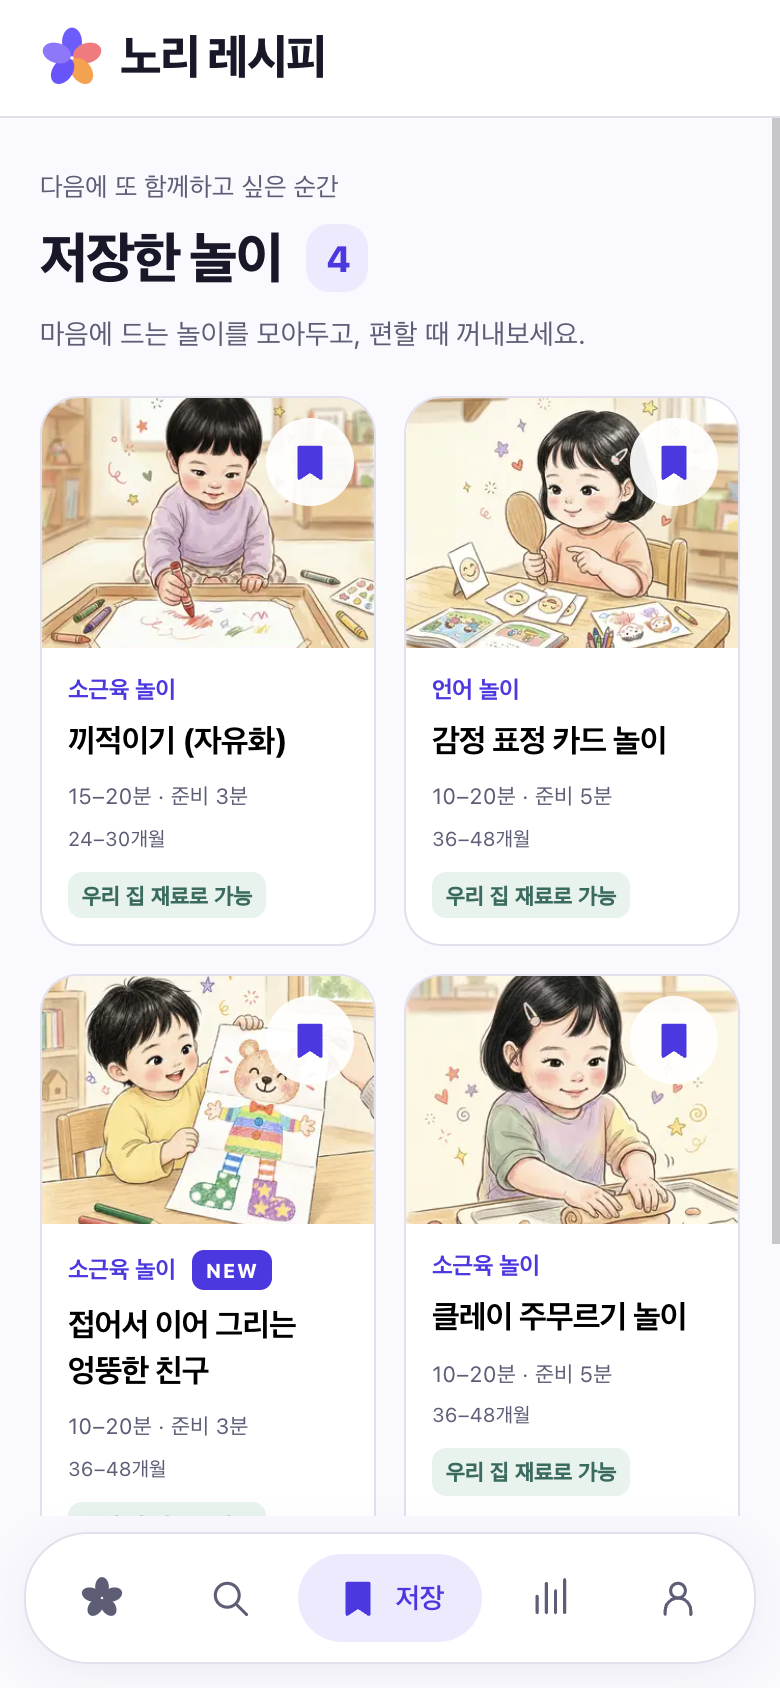 노리 레시피
다음에 또 함께하고 싶은 순간
저장한 놀이 4
마음에 드는 놀이를 모아두고, 편할 때 꺼내보세요.
소근육 놀이
끼적이기 (자유화)
15–20분 · 준비 3분
24–30개월
우리 집 재료로 가능
언어 놀이
감정 표정 카드 놀이
10–20분 · 준비 5분
36–48개월
우리 집 재료로 가능
소근육 놀이 NEW
접어서 이어 그리는
엉뚱한 친구
10–20분 · 준비 3분
36–48개월
소근육 놀이
클레이 주무르기 놀이
10–20분 · 준비 5분
36–48개월
우리 집 재료로 가능
저장